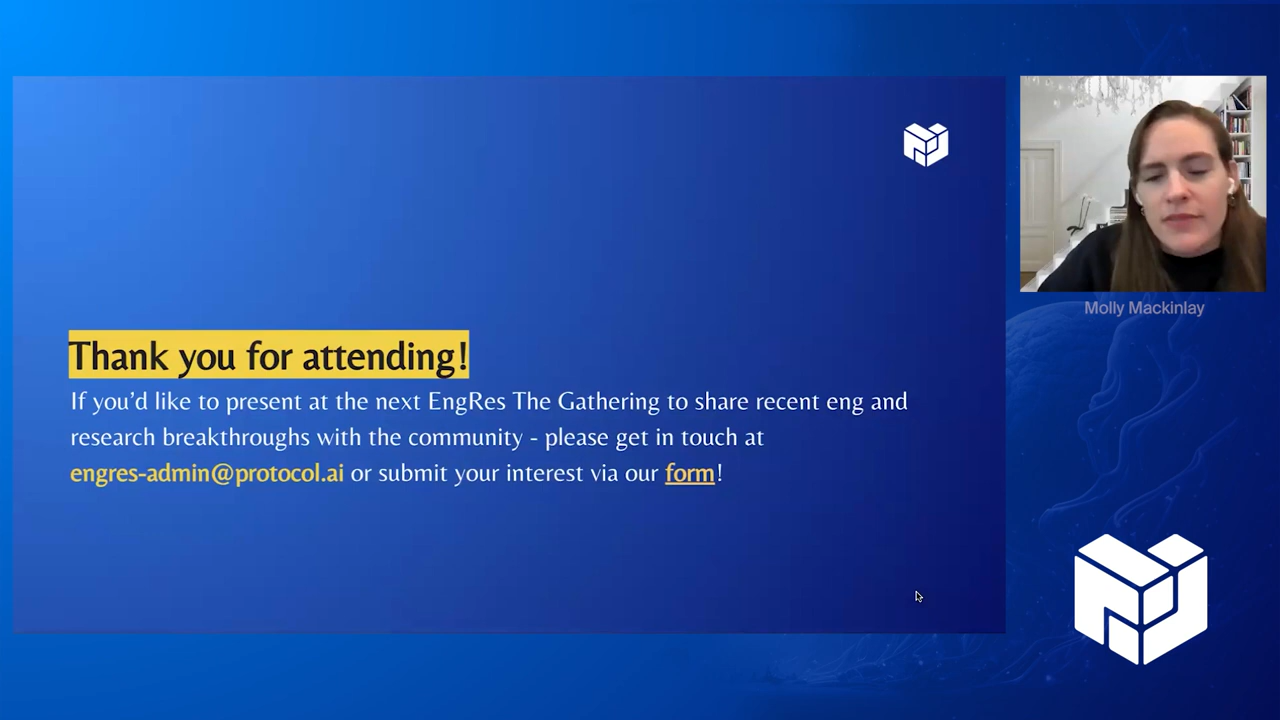 Thank you for attending!
If you’d like to present at the next EngRes The Gathering to share recent eng and
research breakthroughs with the community - please get in touch at
engres-admin@protocol.ai or submit your interest via our form!
Molly Mackinlay